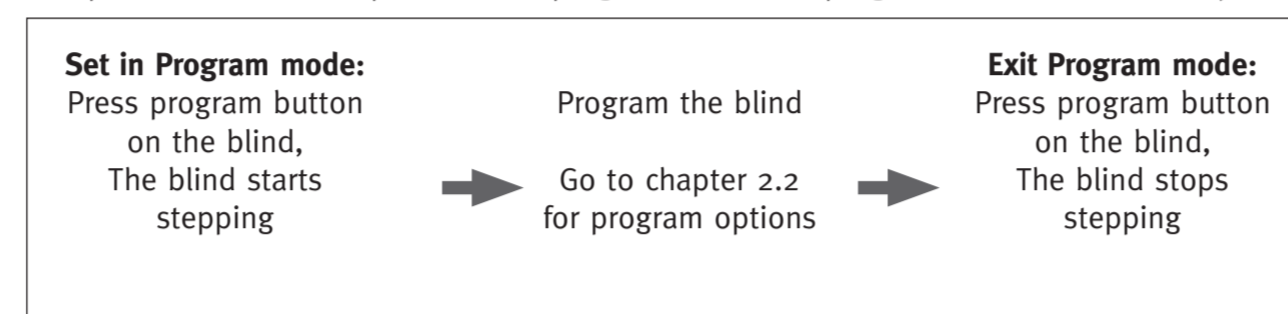 Set in Program mode:
Press program button
on the blind,
The blind starts
stepping
Program the blind
Go to chapter 2.2
for program options
Exit Program mode:
Press program button
on the blind,
The blind stops
stepping